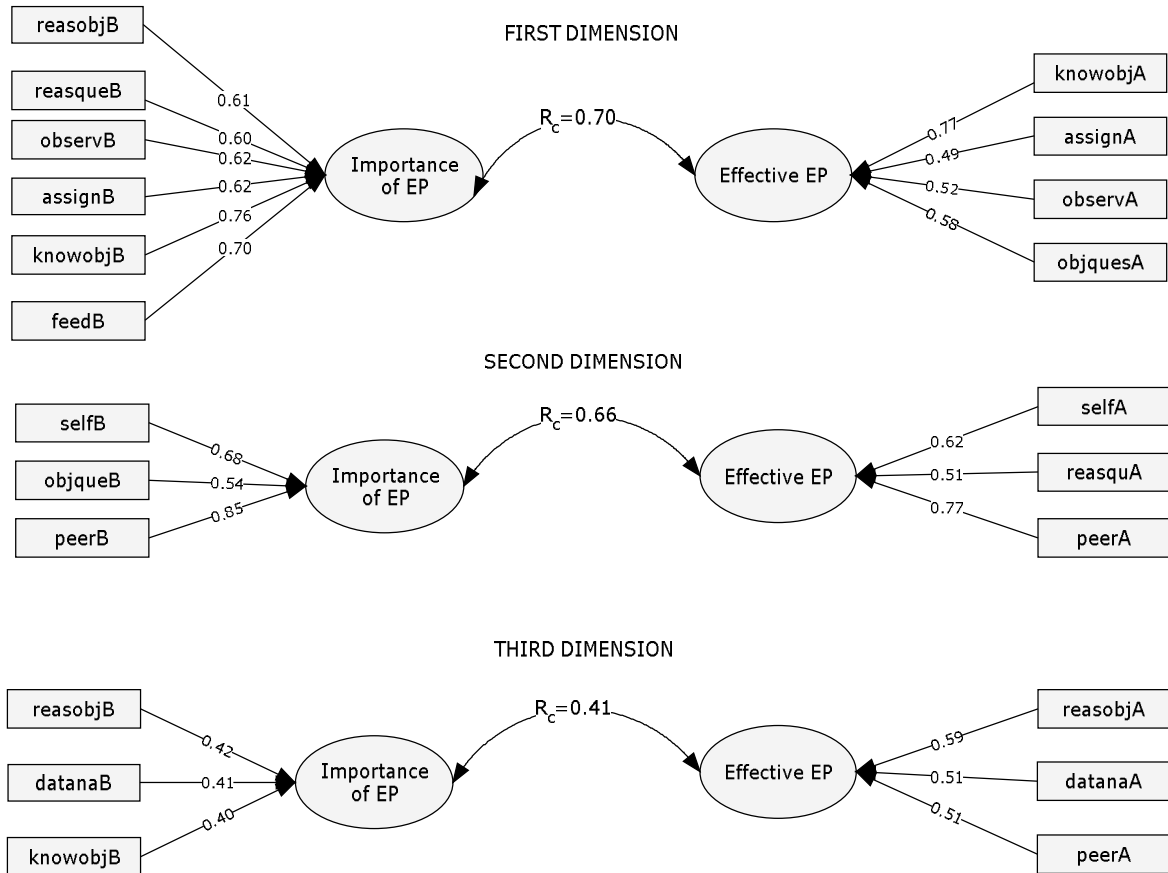 FIRST DIMENSION
reasobjB
reasqueB
observB
assignB
knowobjB
feedB
0.61
0.60
0.62
0.62
0.76
0.70
Importance
of EP
Rc=0.70
Effective EP
0.77
0.49
0.52
0.58
knowobjA
assignA
observA
objquesA
SECOND DIMENSION
selfB
objqueB
peerB
0.68
0.54
0.85
Importance
of EP
Rc=0.66
Effective EP
0.62
0.51
0.77
selfA
reasquA
peerA
THIRD DIMENSION
reasobjB
datanaB
knowobjB
0.42
0.41
0.40
Importance
of EP
Rc=0.41
Effective EP
0.59
0.51
0.51
reasobjA
datanaA
peerA